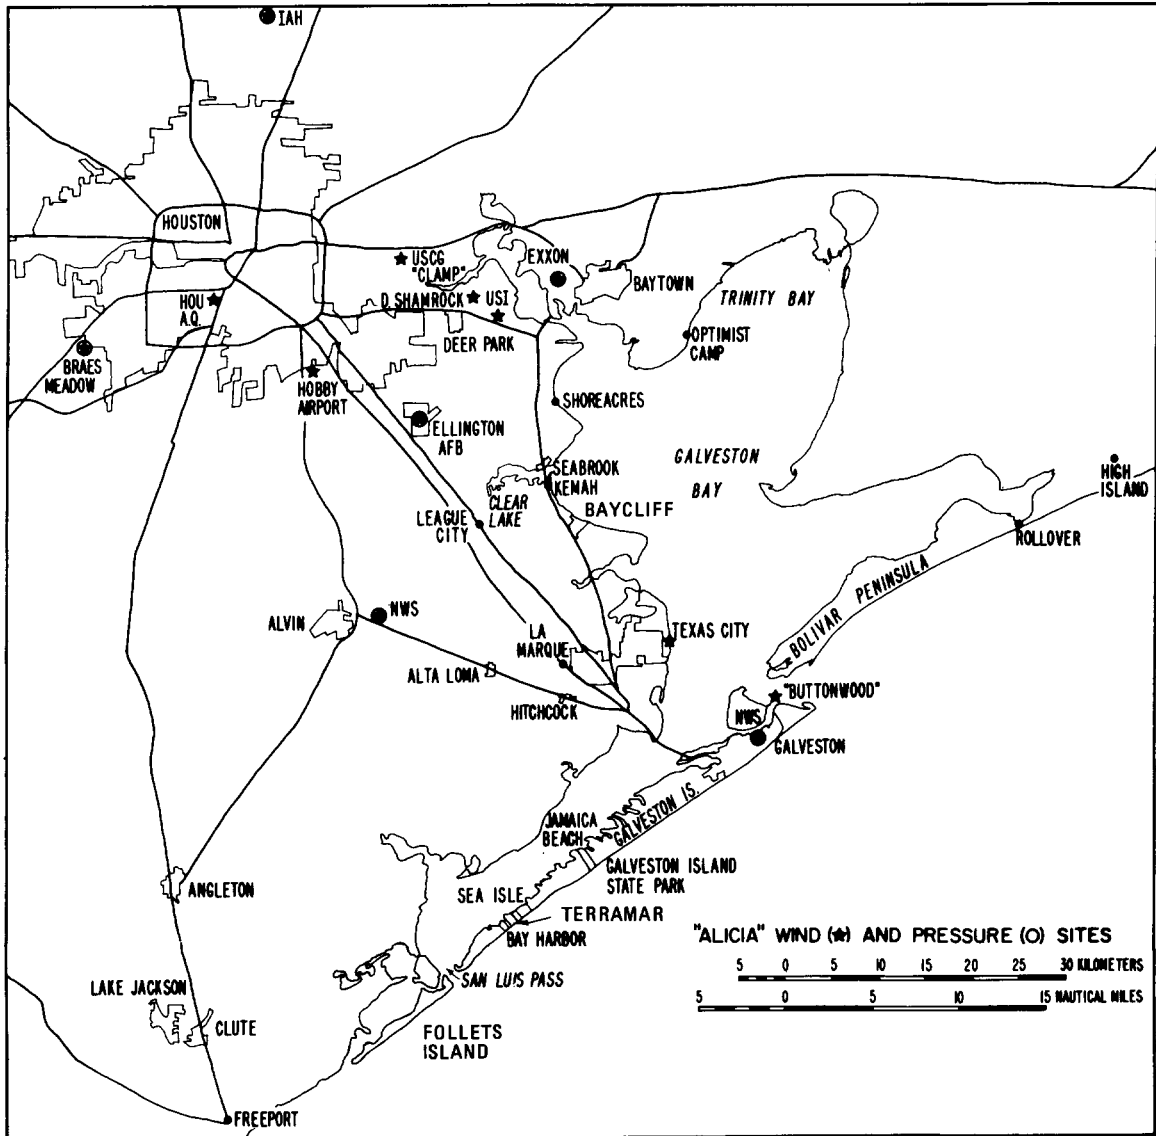 IAH
HOUSTON
USCG
"CLAMP"
EXXON
BAYTOWN
TRINITY BAY
HOU
A.Q.
D. SHAMROCK
USI
DEER PARK
OPTIMIST
CAMP
BRAES
MEADOW
HOBBY
AIRPORT
SHOREACRES
ELLINGTON
AFB
GALVESTON
BAY
SEABROOK
KEMAH
HIGH
ISLAND
CLEAR
LAKE
BAYCLIFF
LEAGUE
CITY
ROLLOVER
BOLIVAR PENINSULA
ALVIN
NWS
LA
MARQUE
TEXAS CITY
ALTA LOMA
HITCHCOCK
"BUTTONWOOD"
NWS
GALVESTON
GALVESTON IS.
JAMAICA
BEACH
GALVESTON ISLAND
STATE PARK
ANGLETON
SEA ISLE
TERRAMAR
BAY HARBOR
SAN LUIS PASS
LAKE JACKSON
CLUTE
FOLLETS
ISLAND
FREEPORT
"ALICIA" WIND (★) AND PRESSURE (O) SITES
5 0 5 10 15 20 25 30 KILOMETERS
5 0 5 10 15 NAUTICAL MILES